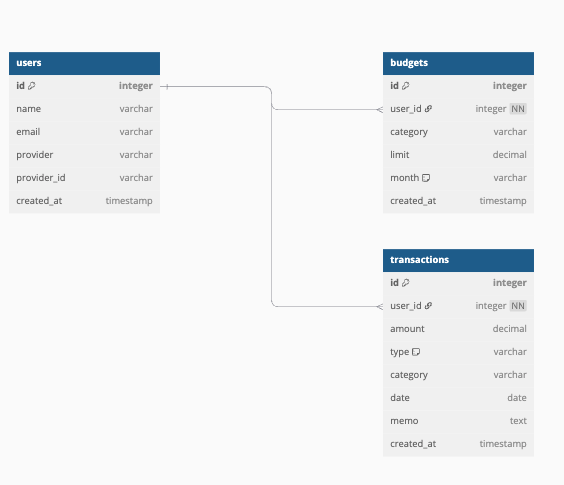 users
id integer
name varchar
email varchar
provider varchar
provider_id varchar
created_at timestamp
budgets
id integer
user_id integer NN
category varchar
limit decimal
month varchar
created_at timestamp
transactions
id integer
user_id integer NN
amount decimal
type varchar
category varchar
date date
memo text
created_at timestamp